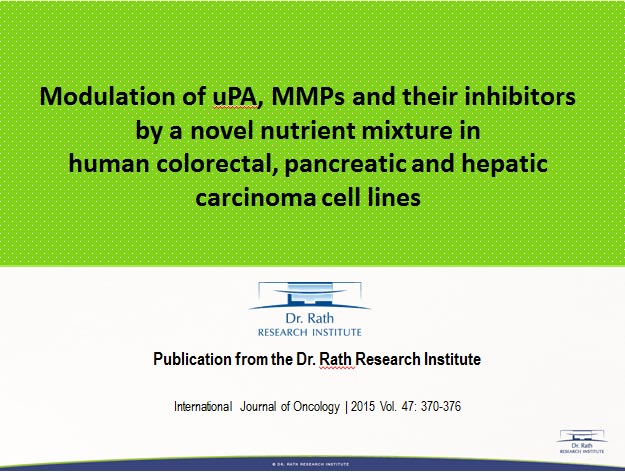 Modulation of uPA, MMPs and their inhibitors
by a novel nutrient mixture in
human colorectal, pancreatic and hepatic
carcinoma cell lines
Dr. Rath
RESEARCH INSTITUTE
Publication from the Dr. Rath Research Institute
International Journal of Oncology | 2015 Vol. 47: 370-376
Dr. Rath
RESEARCH INSTITUTE
© DR. RATH RESEARCH INSTITUTE